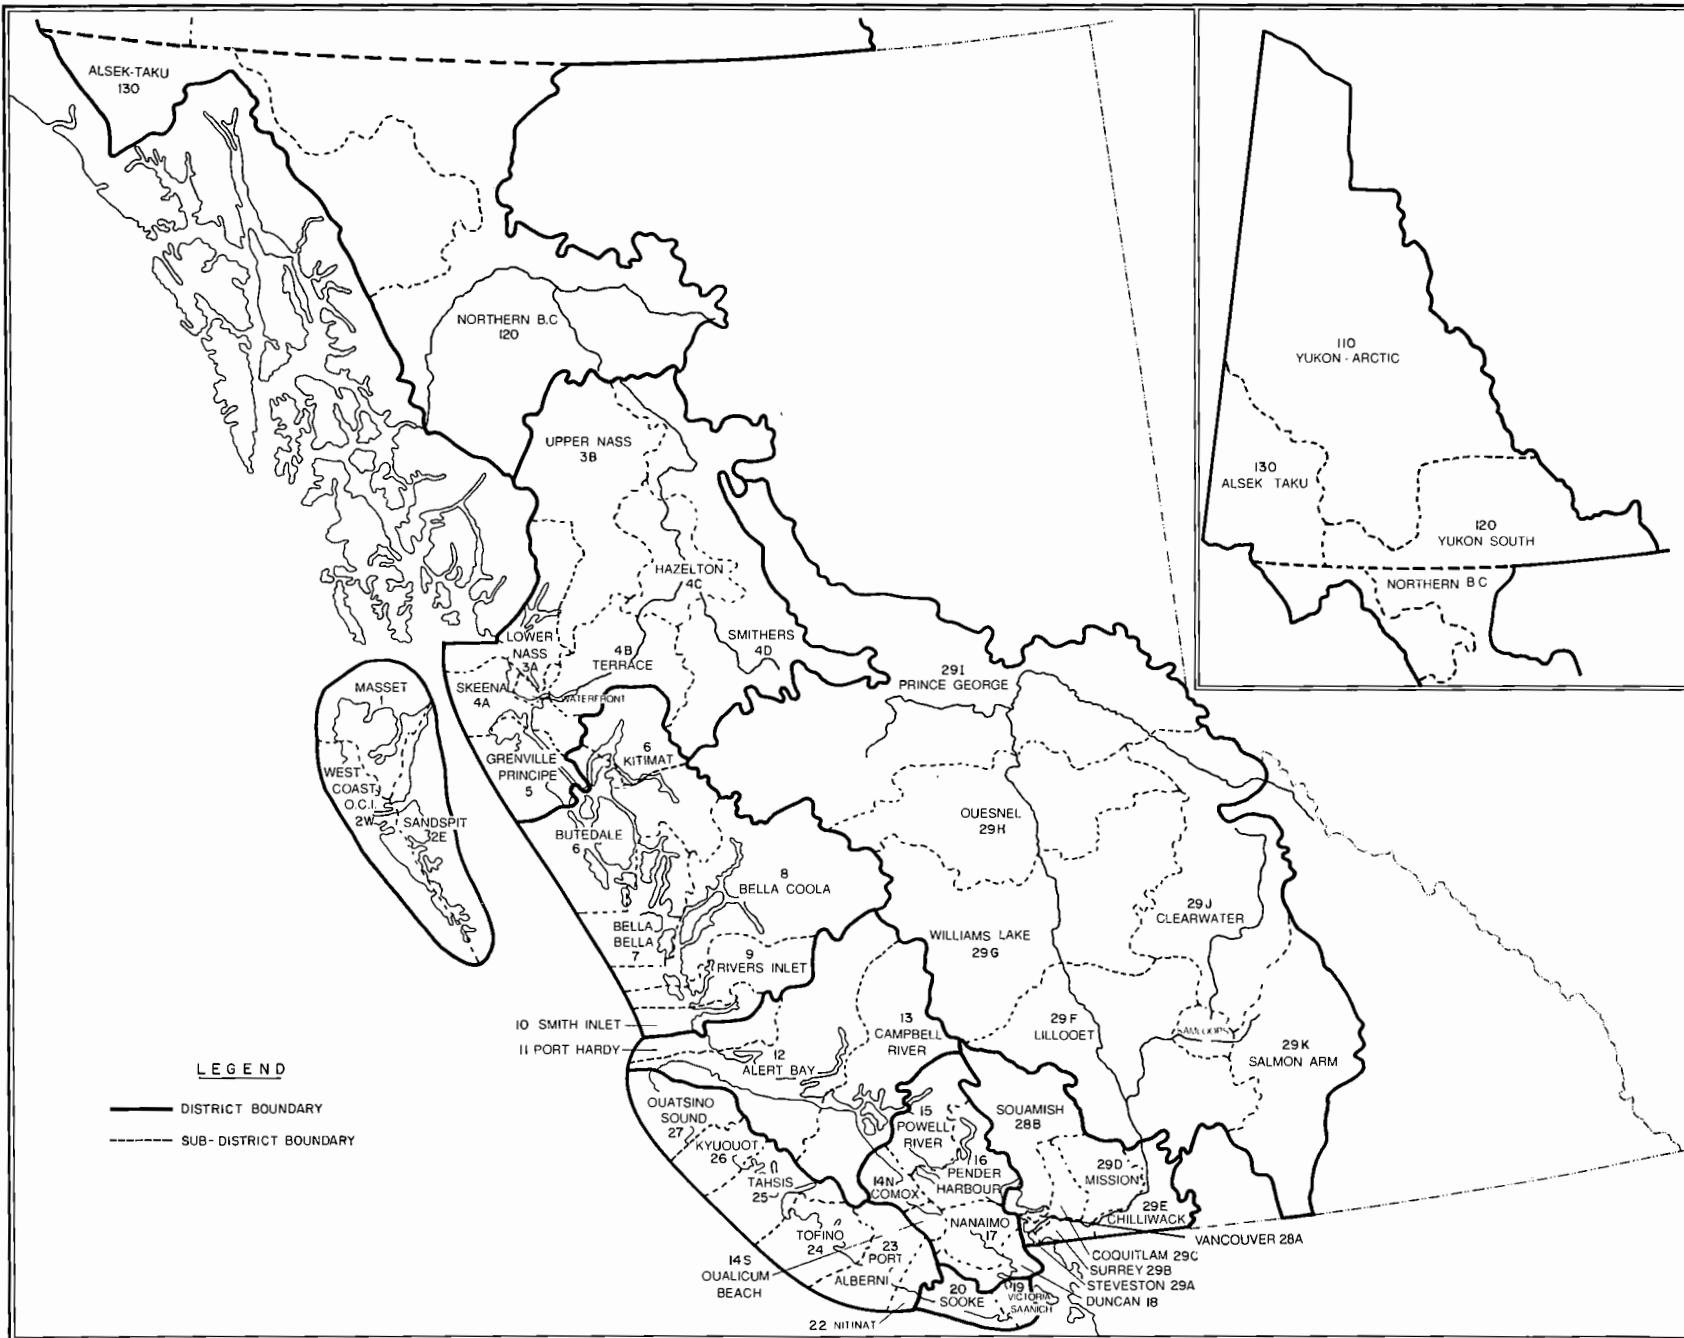 ALSEK-TAKU
130
NORTHERN B.C
120
UPPER NASS
3B
HAZELTON
4C
LOWER
NASS
3A
4B
TERRACE
SMITHERS
4D
SKEENA
4A
WATERFRONT
MASSET
1
WEST
COAST
O.C.I.
2W
SANDSPIT
2E
GRENVILLE
PRINCIPE
5
6
KITIMAT
BUTEDALE
6
29I
PRINCE GEORGE
OUESNEL
29H
8
BELLA COOLA
BELLA
BELLA
7
9
RIVERS INLET
WILLIAMS LAKE
29G
29J
CLEARWATER
10 SMITH INLET
11 PORT HARDY
12
ALERT BAY
13
CAMPBELL
RIVER
29F
LILLOOET
KAMLOOPS
29K
SALMON ARM
OUATSINO
SOUND
27
KYUOUOT
26
TAHSIS
25
TOFINO
24
23
PORT
ALBERNI
14S
OUALICUM
BEACH
22 NITINAT
15
POWELL
RIVER
16
PENDER
HARBOUR
14N
COMOX
NANAIMO
17
20
SOOKE
19
VICTORIA
SAANICH
SOUAMISH
28B
29D
MISSION
29E
CHILLIWACK
VANCOUVER 28A
COQUITLAM 29C
SURREY 29B
STEVESTON 29A
DUNCAN 18
LEGEND
DISTRICT BOUNDARY
SUB-DISTRICT BOUNDARY
110
YUKON - ARCTIC
130
ALSEK TAKU
120
YUKON SOUTH
NORTHERN B C